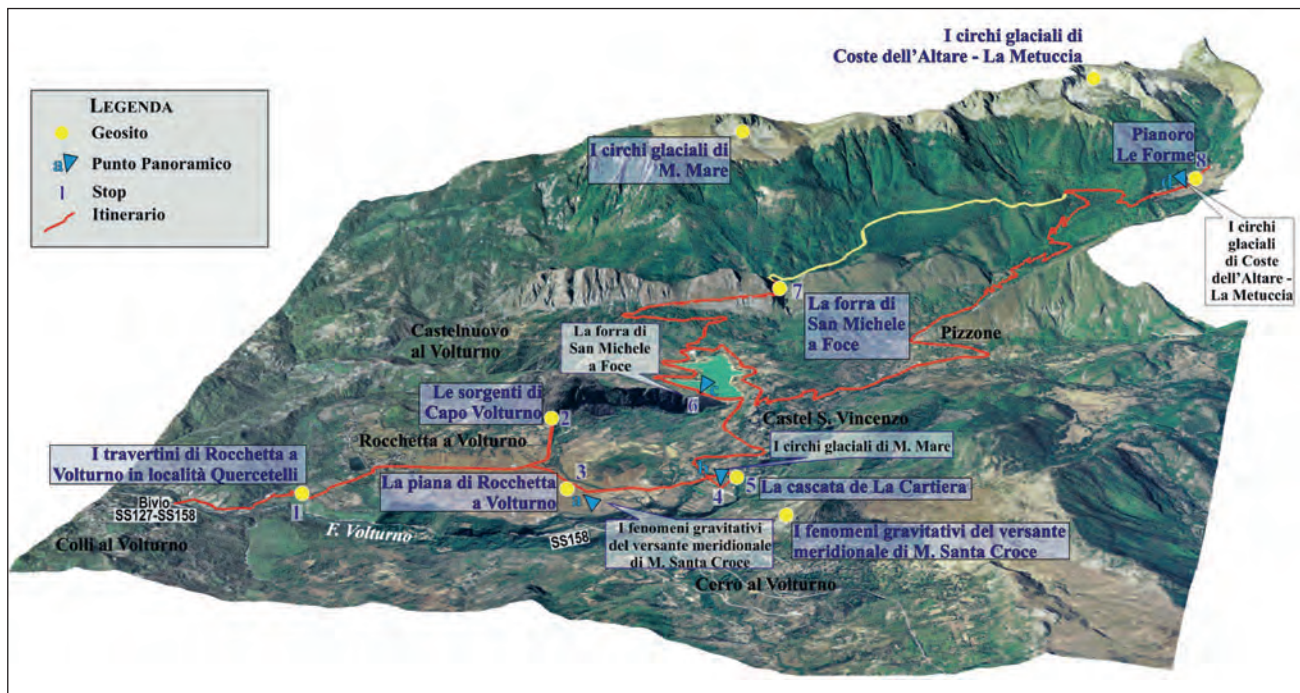 I circhi glaciali di
Coste dell'Altare - La Metuccia
LEGENDA
Geosito
a Punto Panoramico
1 Stop
Itinerario
I circhi glaciali di
M. Mare
Pianoro
Le Forme
8
I circhi
glaciali
di Coste
dell'Altare -
La Metuccia
7
La forra di
San Michele
a Foce
Pizzone
Castelnuovo
al Volturno
La forra di
San Michele
a Foce
6
Le sorgenti di
Capo Volturno
2
Castel S. Vincenzo
Rocchetta a Volturno
I circhi glaciali di M. Mare
I travertini di Rocchetta a
Volturno in località Quercetelli
1
La piana di Rocchetta
a Volturno
3
a
4
5
La cascata de La Cartiera
Bivio
SS127-SS158
Colli al Volturno
F. Volturno
SS158
I fenomeni gravitativi
del versante meridionale
di M. Santa Croce
I fenomeni gravitativi del versante
meridionale di M. Santa Croce
Cerro al Volturno